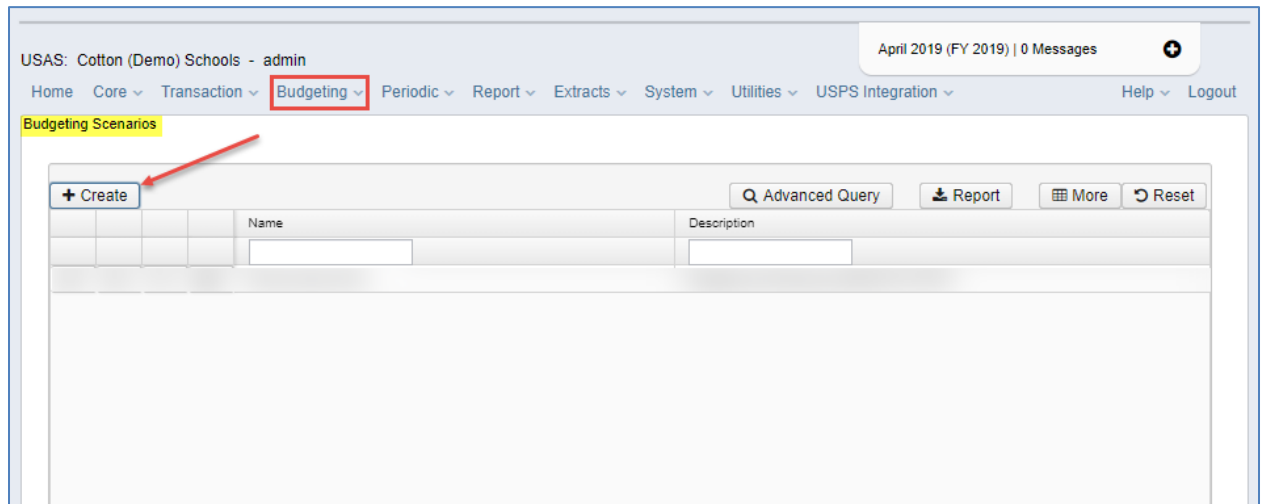 April 2019 (FY 2019) | 0 Messages
USAS: Cotton (Demo) Schools - admin
Home Core Transaction Budgeting Periodic Report Extracts System Utilities USPS Integration Help Logout
Budgeting Scenarios
+ Create Advanced Query Report More Reset
Name Description